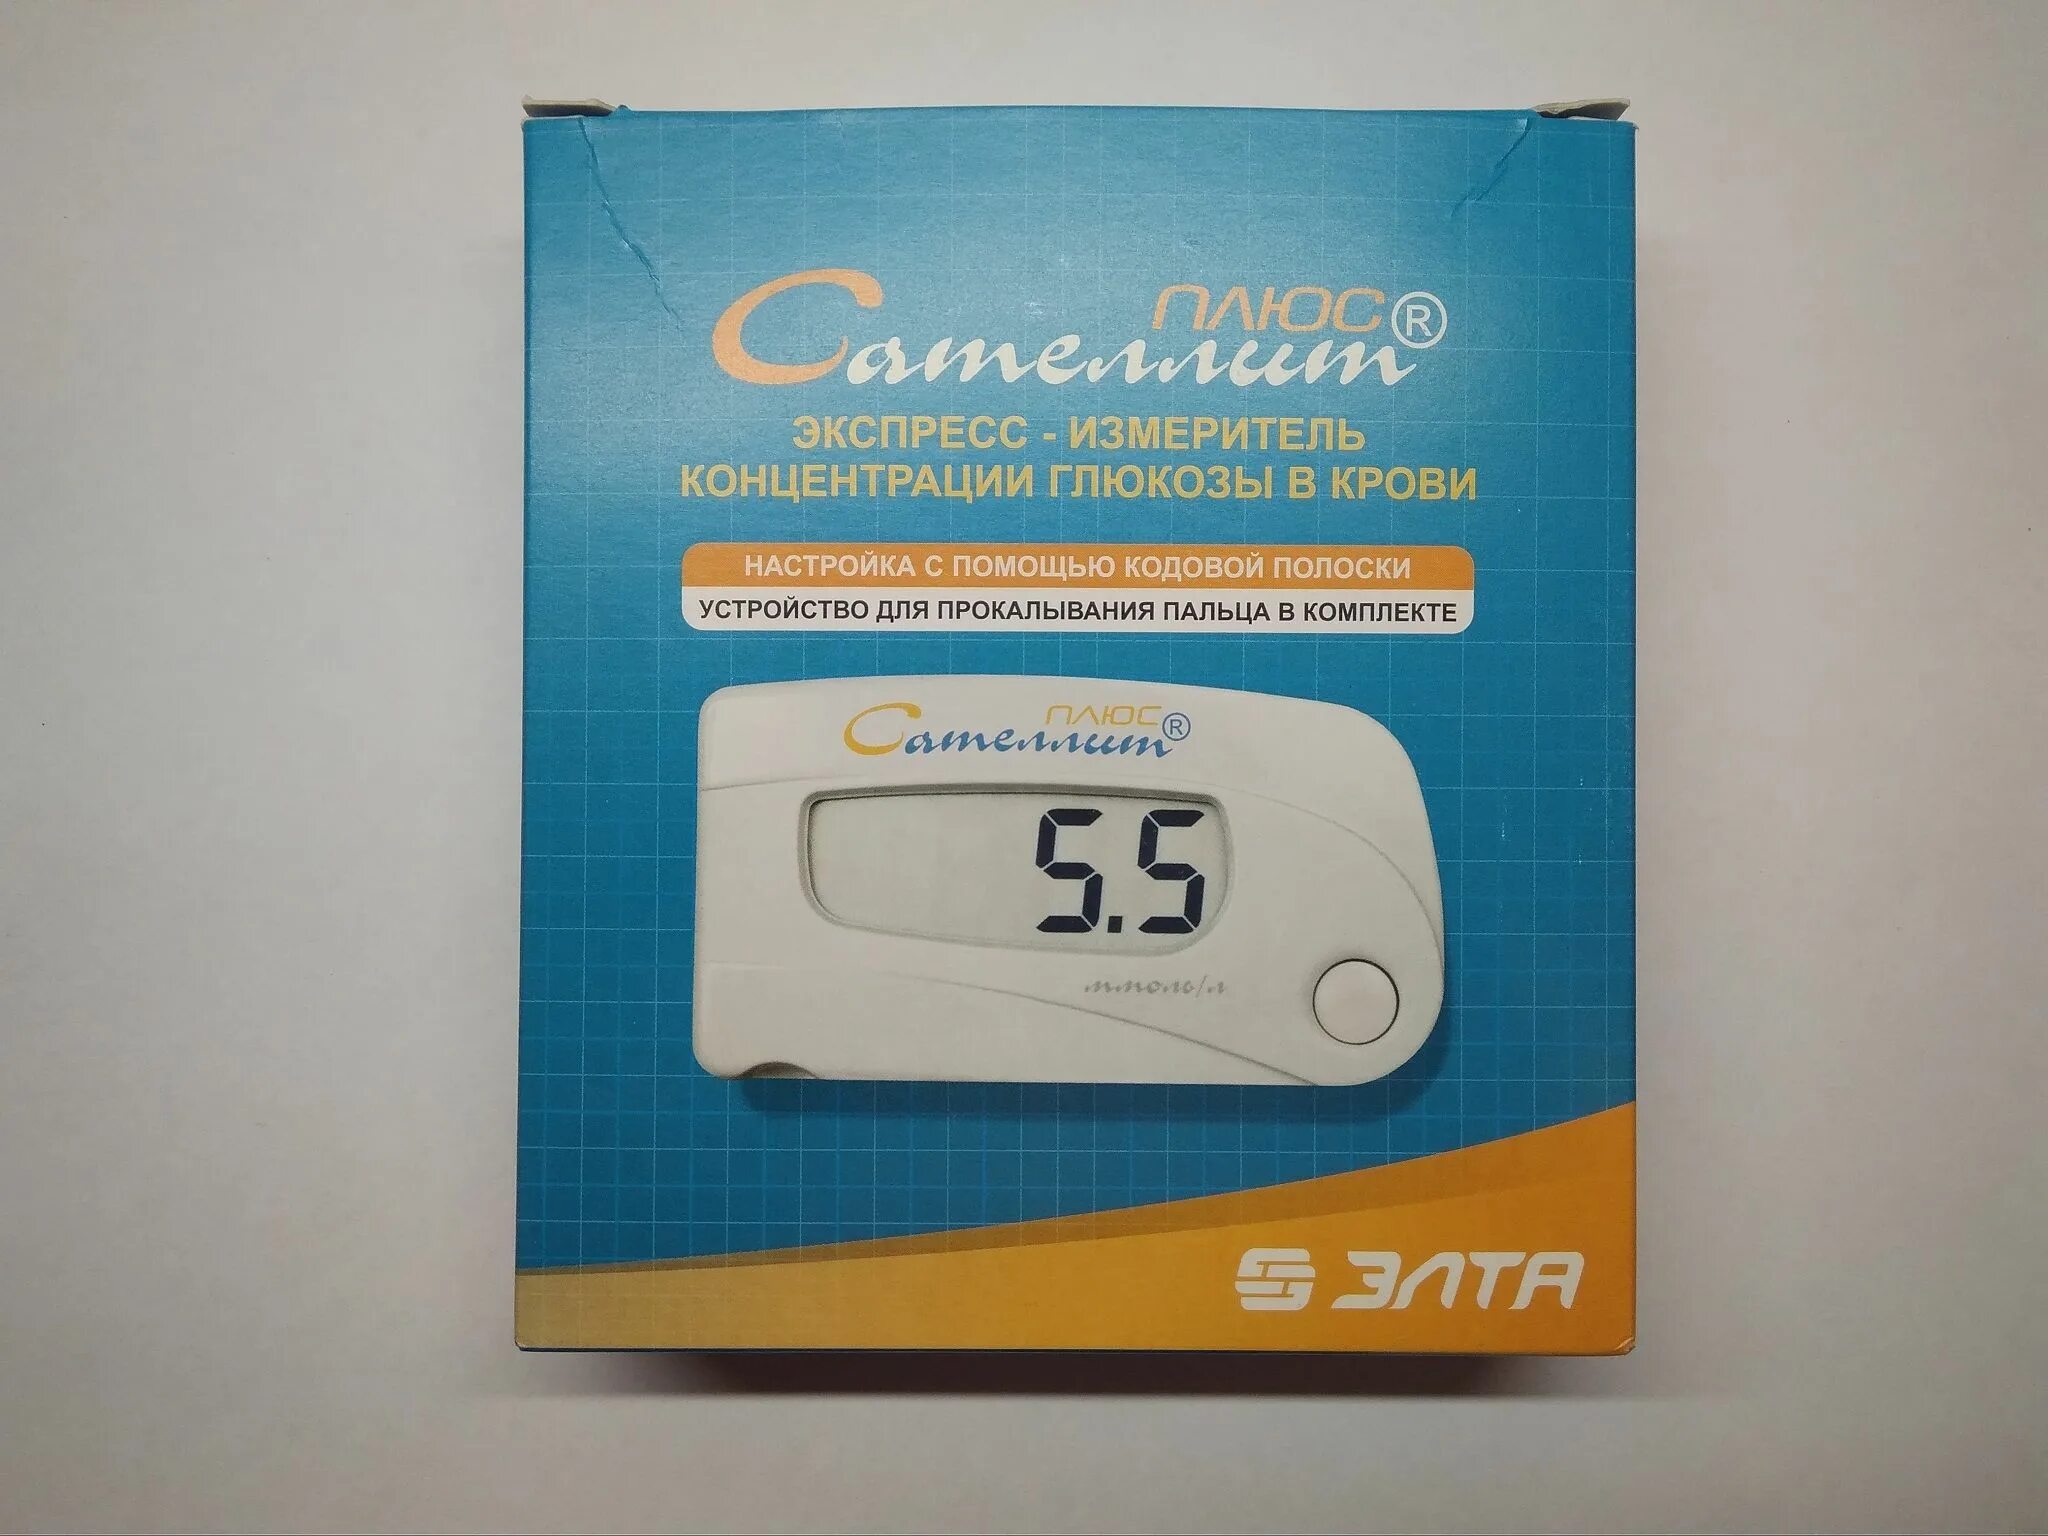 ПЛЮС ®
Сателлит
ЭКСПРЕСС - ИЗМЕРИТЕЛЬ
КОНЦЕНТРАЦИИ ГЛЮКОЗЫ В КРОВИ
НАСТРОЙКА С ПОМОЩЬЮ КОДОВОЙ ПОЛОСКИ
УСТРОЙСТВО ДЛЯ ПРОКАЛЫВАНИЯ ПАЛЬЦА В КОМПЛЕКТЕ
ПЛЮС ®
Сателлит
5.5
ммоль/л
ЭЛТА